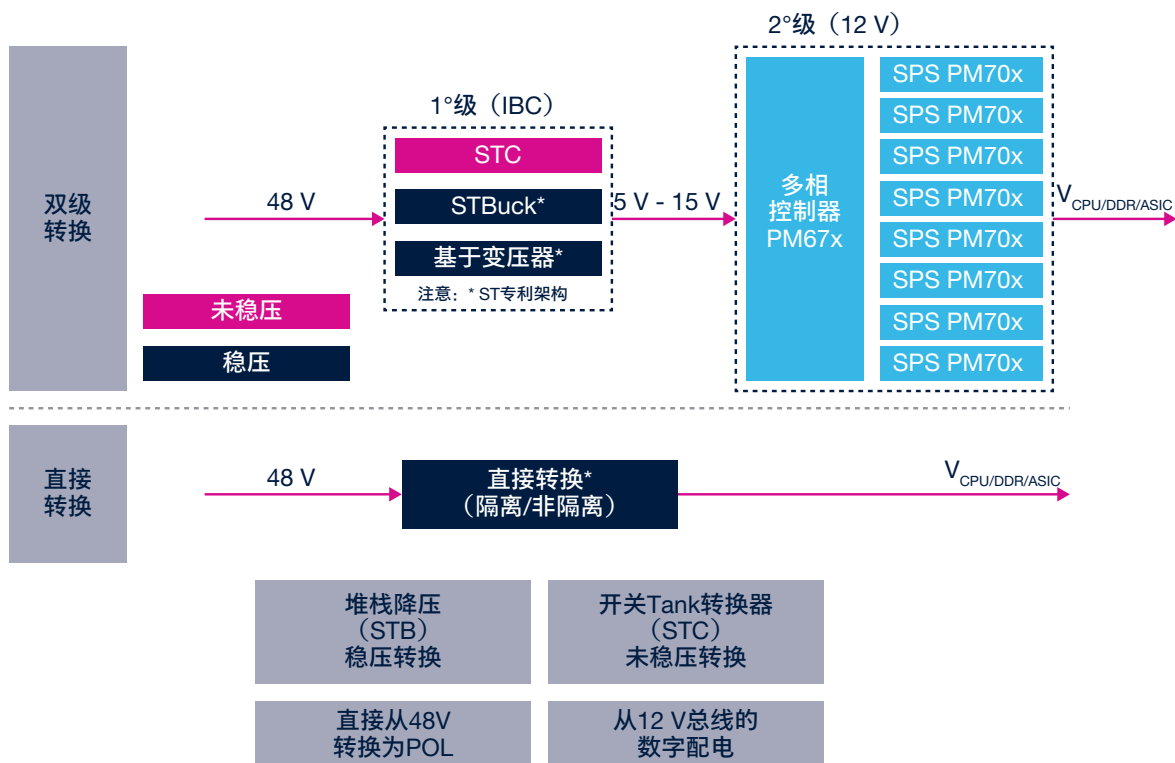 2°级（12 V）
1°级（IBC）
双级
转换
48 V
STC
STBuck*
基于变压器*
注意：* ST专利架构
5 V - 15 V
多相
控制器
PM67x
SPS PM70x
SPS PM70x
SPS PM70x
SPS PM70x
SPS PM70x
SPS PM70x
SPS PM70x
SPS PM70x
VCPU/DDR/ASIC
未稳压
稳压
直接
转换
48 V
直接转换*
（隔离/非隔离）
VCPU/DDR/ASIC
堆栈降压
（STB）
稳压转换
开关Tank转换器
（STC）
未稳压转换
直接从48V
转换为POL
从12 V总线的
数字配电